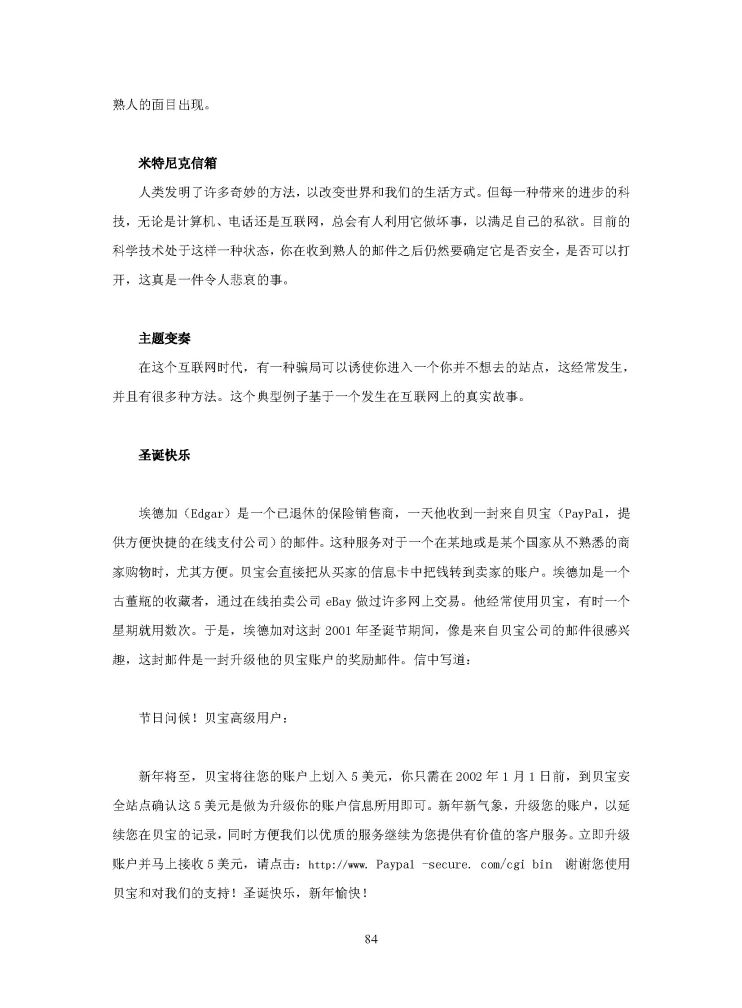 熟人的面目出现。
米特尼克信箱
人类发明了许多奇妙的方法，以改变世界和我们的生活方式。但每一种带来的进步的科
技，无论是计算机、电话还是互联网，总会有人利用它做坏事，以满足自己的私欲。目前的
科学技术处于这样一种状态，你在收到熟人的邮件之后仍然要确定它是否安全，是否可以打
开，这真是一件令人悲哀的事。
主题变奏
在这个互联网时代，有一种骗局可以诱使你进入一个你并不想去的站点，这经常发生，
并且有很多种方法。这个典型例子基于一个发生在互联网上的真实故事。
圣诞快乐
埃德加（Edgar）是一个已退休的保险销售商，一天他收到一封来自贝宝（PayPal，提
供方便快捷的在线支付公司）的邮件。这种服务对于一个在某地或是某个国家从不熟悉的商
家购物时，尤其方便。贝宝会直接把从买家的信息卡中把钱转到卖家的账户。埃德加是一个
古董瓶的收藏者，通过在线拍卖公司 eBay 做过许多网上交易。他经常使用贝宝，有时一个
星期就用数次。于是，埃德加对这封 2001 年圣诞节期间，像是来自贝宝公司的邮件很感兴
趣，这封邮件是一封升级他的贝宝账户的奖励邮件。信中写道：
节日问候！贝宝高级用户：
新年将至，贝宝将往您的账户上划入 5 美元，你只需在 2002 年 1 月 1 日前，到贝宝安
全站点确认这 5 美元是做为升级你的账户信息所用即可。新年新气象，升级您的账户，以延
续您在贝宝的记录，同时方便我们以优质的服务继续为您提供有价值的客户服务。立即升级
账户并马上接收 5 美元，请点击：http://www. Paypal -secure. com/cgi bin 谢谢您使用
贝宝和对我们的支持！圣诞快乐，新年愉快！
84